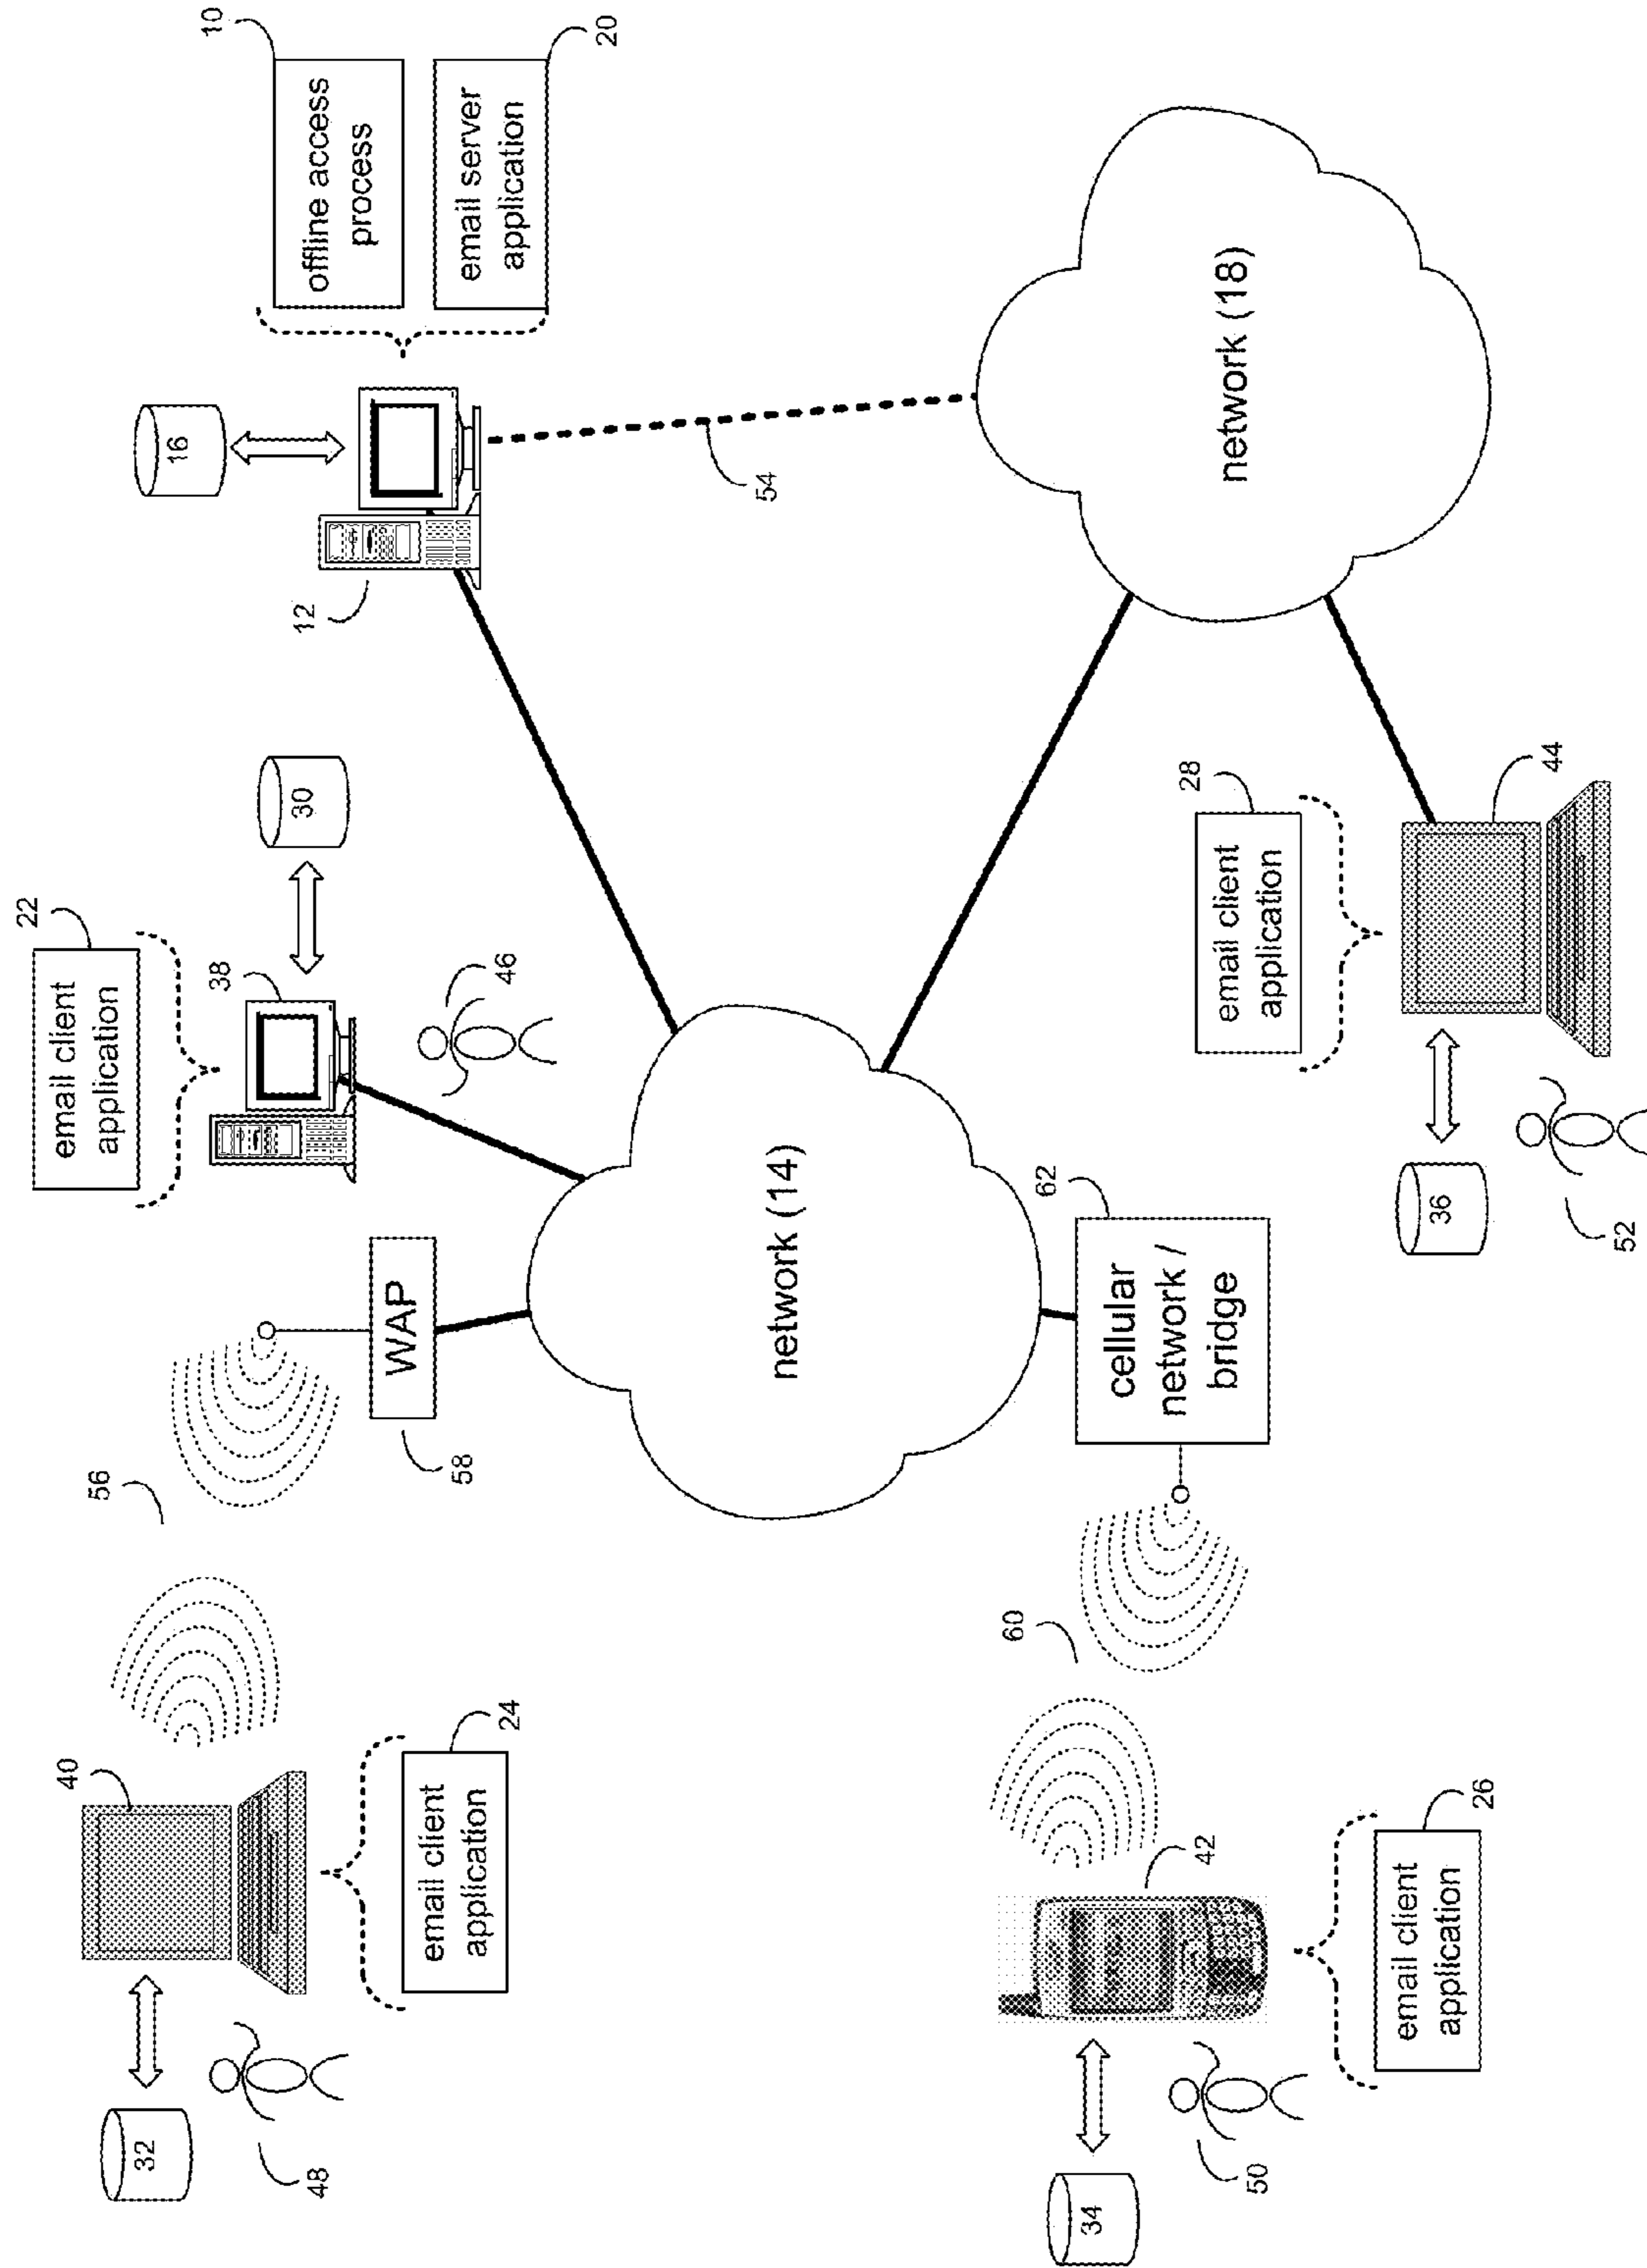 32
40
48
email client
application
24
56
WAP
58
email client
application
22
38
30
46
16
12
offline access
process
10
email server
application
20
54
network (14)
network (18)
34
42
50
60
cellular
network /
bridge
62
email client
application
26
36
email client
application
28
44
52